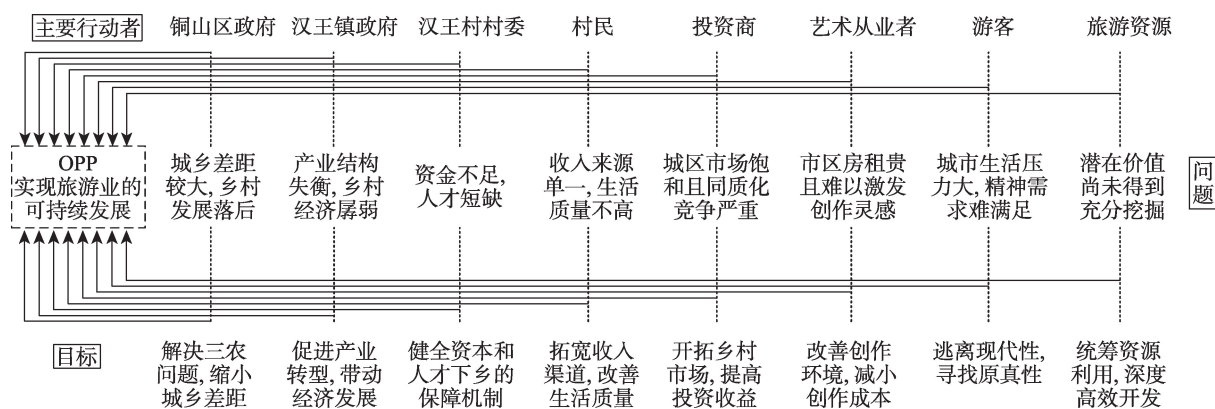 主要行动者
铜山区政府
汉王镇政府
汉王村村委
村民
投资商
艺术从业者
游客
旅游资源
OPP
实现旅游业的
可持续发展
城乡差距
较大,乡村
发展落后
产业结构
失衡,乡村
经济孱弱
资金不足,
人才短缺
收入来源
单一,生活
质量不高
城区市场饱
和且同质化
竞争严重
市区房租贵
且难以激发
创作灵感
城市生活压
力大,精神需
求难满足
潜在价值
尚未得到
充分挖掘
问
题
目标
解决三农
问题,缩小
城乡差距
促进产业
转型,带动
经济发展
健全资本和
人才下乡的
保障机制
拓宽收入
渠道,改善
生活质量
开拓乡村
市场,提高
投资收益
改善创作
环境,减小
创作成本
逃离现代性,
寻找原真性
统筹资源
利用,深度
高效开发